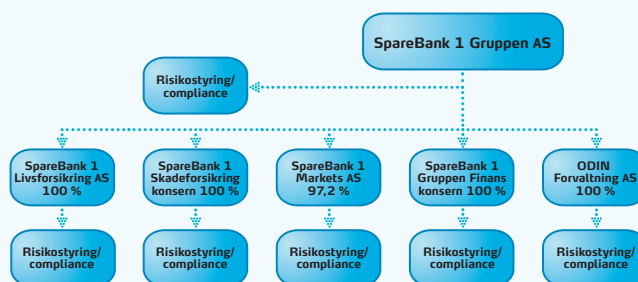 SpareBank 1 Gruppen AS
Risikostyring/
compliance
SpareBank 1
Livsforsikring AS
100 %
SpareBank 1
Skadeforsikring
konsern 100 %
SpareBank 1
Markets AS
97,2 %
SpareBank 1
Gruppen Finans
konsern 100 %
ODIN
Forvaltning AS
100 %
Risikostyring/
compliance
Risikostyring/
compliance
Risikostyring/
compliance
Risikostyring/
compliance
Risikostyring/
compliance